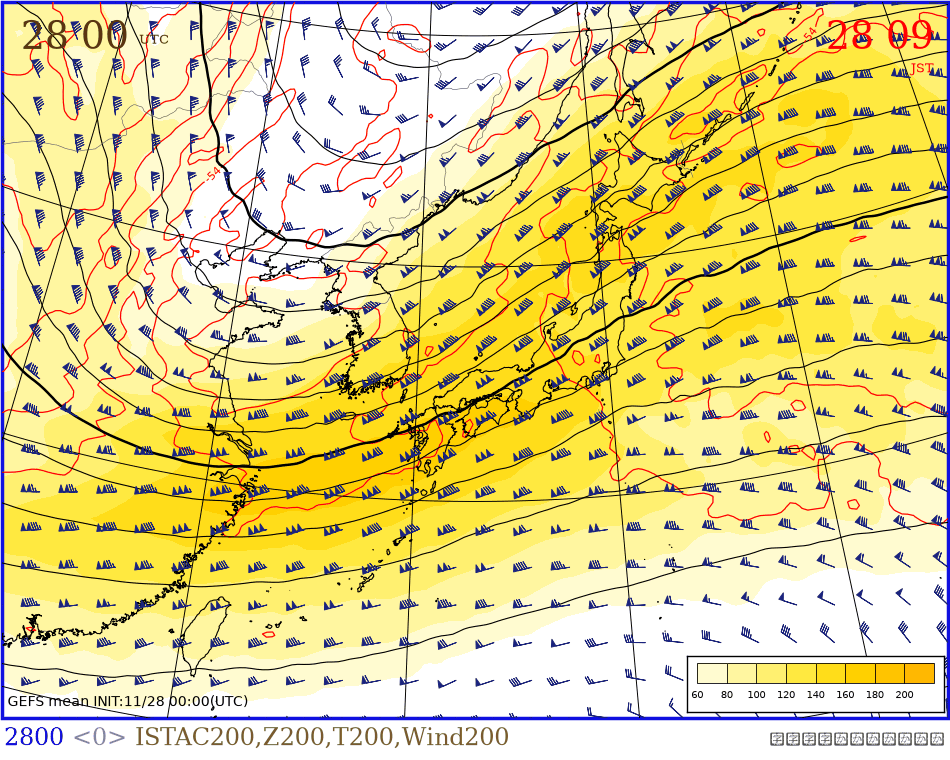 28 00 UTC
28 09
JST
-54
-54
60 80 100 120 140 160 180 200
GEFS mean INIT:11/28 00:00(UTC)
2800 <0> ISTAC200,Z200,T200,Wind200